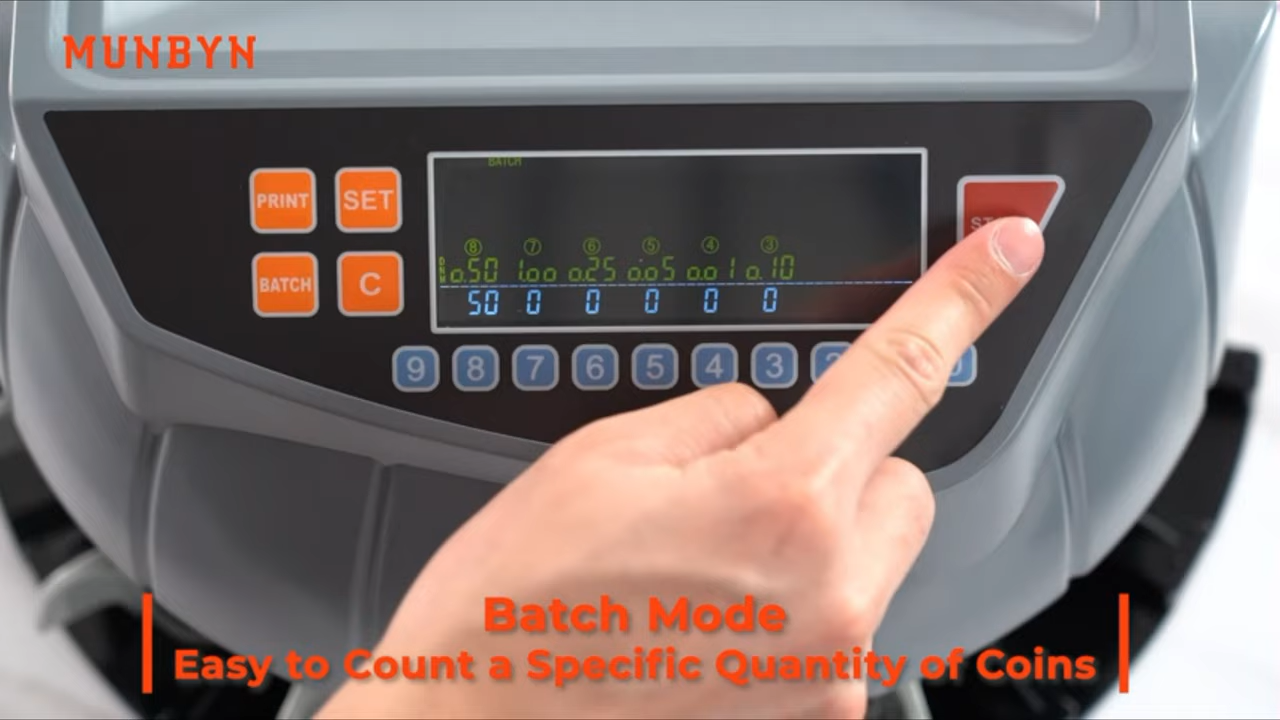 MUNBYN
BATCH
PRINT SET
BATCH C
⑧ ⑦ ⑥ ⑤ ④ ③
0.50 1.00 0.25 0.05 0.01 0.10
50 0 0 0 0 0
9 8 7 6 5 4 3
Batch Mode
Easy to Count a Specific Quantity of Coins